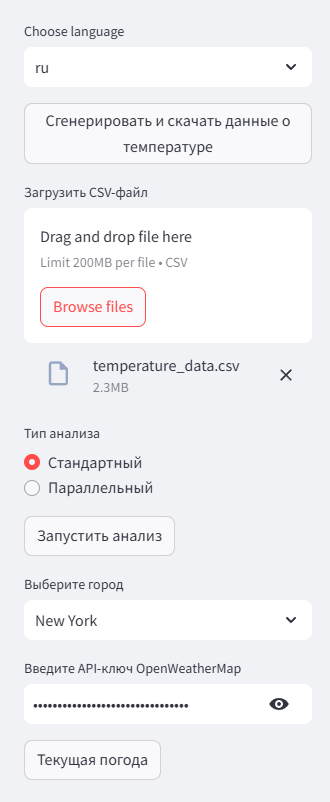 Choose language
ru
Сгенерировать и скачать данные о
температуре
Загрузить CSV-файл
Drag and drop file here
Limit 200MB per file • CSV
Browse files
temperature_data.csv
2.3MB
Тип анализа
Стандартный
Параллельный
Запустить анализ
Выберите город
New York
Введите API-ключ OpenWeatherMap
••••••••••••••••••••••••••••••••
Текущая погода